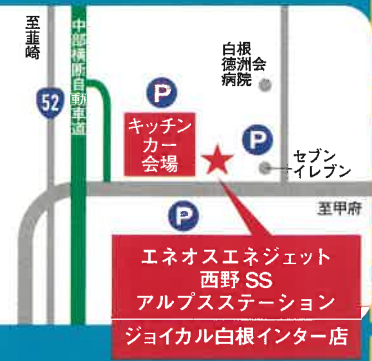 至韮崎
中部横断自動車道
52
白根
徳洲会
病院
P
キッチン
カー
会場
P
セブン
イレブン
至甲府
P
エネオスエネジェット
西野 SS
アルプスステーション
ジョイカル白根インター店